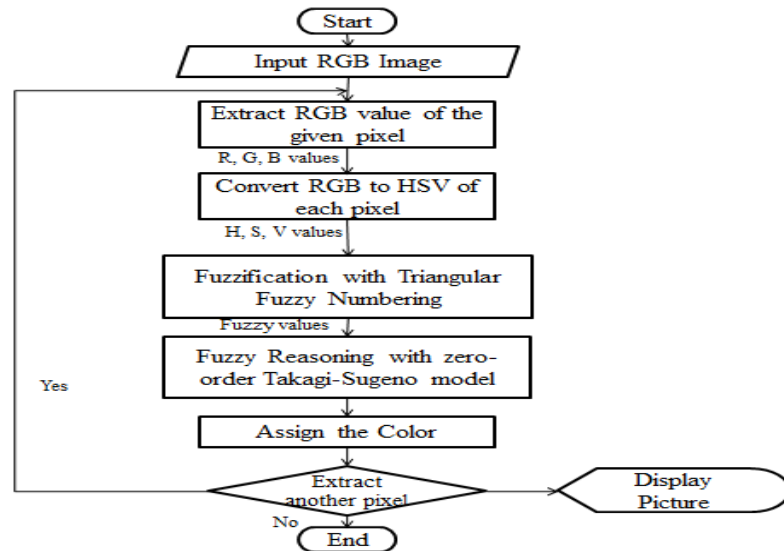 Start
Input RGB Image
Extract RGB value of the
given pixel
R, G, B values
Convert RGB to HSV of
each pixel
H, S, V values
Fuzzification with Triangular
Fuzzy Numbering
Fuzzy values
Fuzzy Reasoning with zero-
order Takagi-Sugeno model
Yes
Assign the Color
Extract
another pixel
Display
Picture
No
End